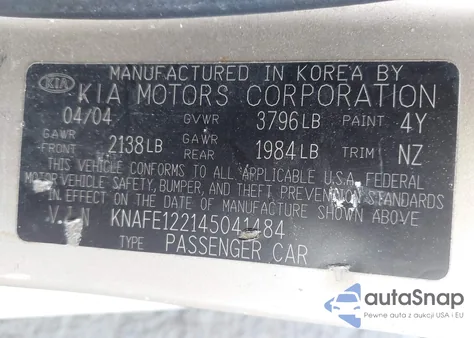 MANUFACTURED IN KOREA BY
KIA KIA MOTORS CORPORATION
04/04 GVWR 3796LB PAINT 4Y
GAWR FRONT 2138LB GAWR REAR 1984LB TRIM NZ
THIS VEHICLE CONFORMS TO ALL APPLICABLE U.S.A. FEDERAL
MOTOR VEHICLE SAFETY, BUMPER, AND THEFT PREVENTION STANDARDS
IN EFFECT ON THE DATE OF MANUFACTURE SHOWN ABOVE
V.I.N KNAFE122145041484
TYPE PASSENGER CAR
autoSnap
Pewne auta z aukcji USA i EU